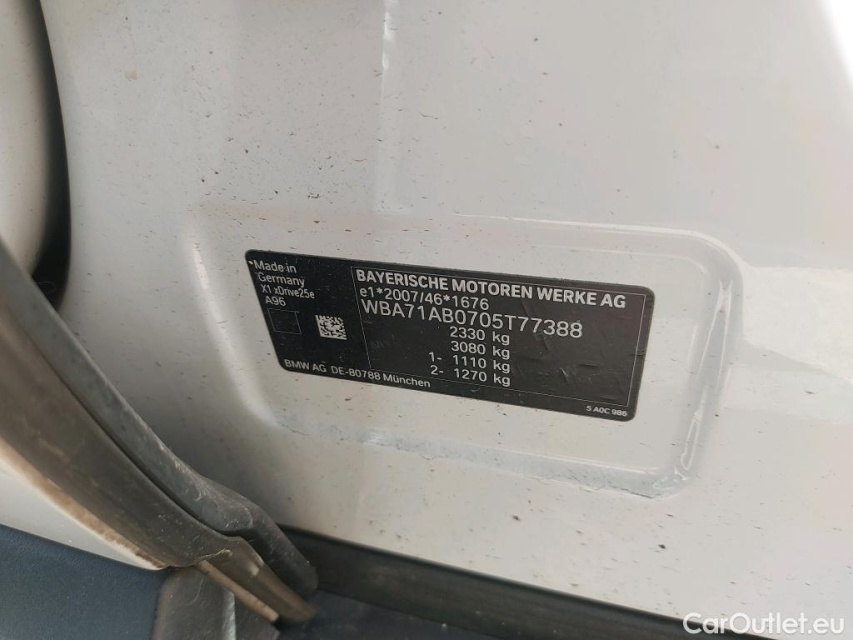 Made in
Germany
X1 xDrive25e
A96
BAYERISCHE MOTOREN WERKE AG
e1*2007/46*1676
WBA71AB0705T77388
2330 kg
3080 kg
1- 1110 kg
2- 1270 kg
BMW AG DE-80788 München
5 A0C 986
CarOutlet.eu